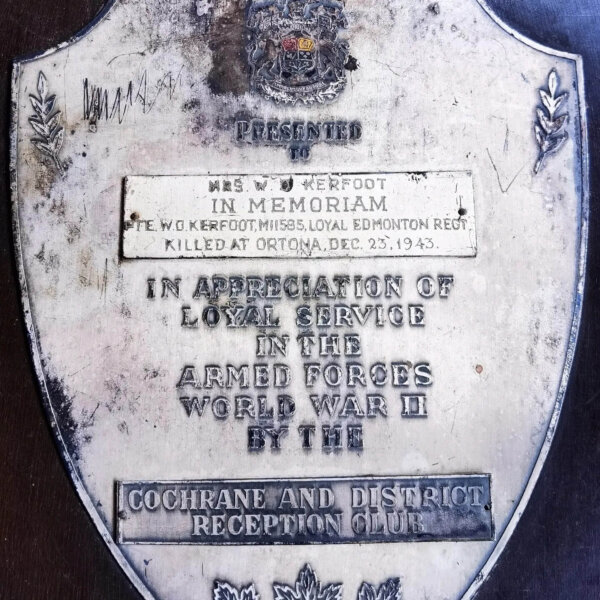 PRESENTED
TO
MRS. W. O KERFOOT
IN MEMORIAM
PTE. W.O. KERFOOT, M11585, LOYAL EDMONTON REGT.
KILLED AT ORTONA, DEC. 23, 1943.
IN APPRECIATION OF
LOYAL SERVICE
IN THE
ARMED FORCES
WORLD WAR II
BY THE
COCHRANE AND DISTRICT
RECEPTION CLUB